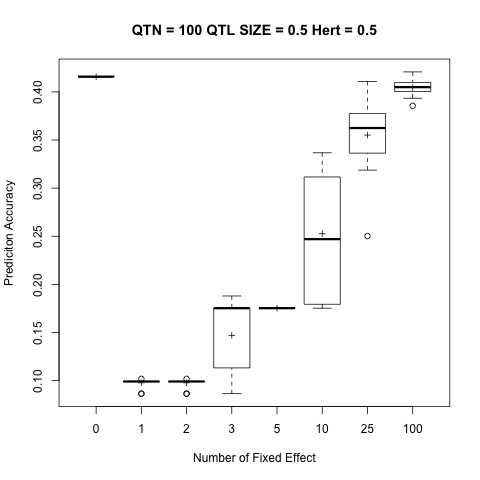 QTN = 100 QTL SIZE = 0.5 Hert = 0.5
Prediciton Accuracy
0.40
0.35
0.30
0.25
0.20
0.15
0.10
0 1 2 3 5 10 25 100
Number of Fixed Effect